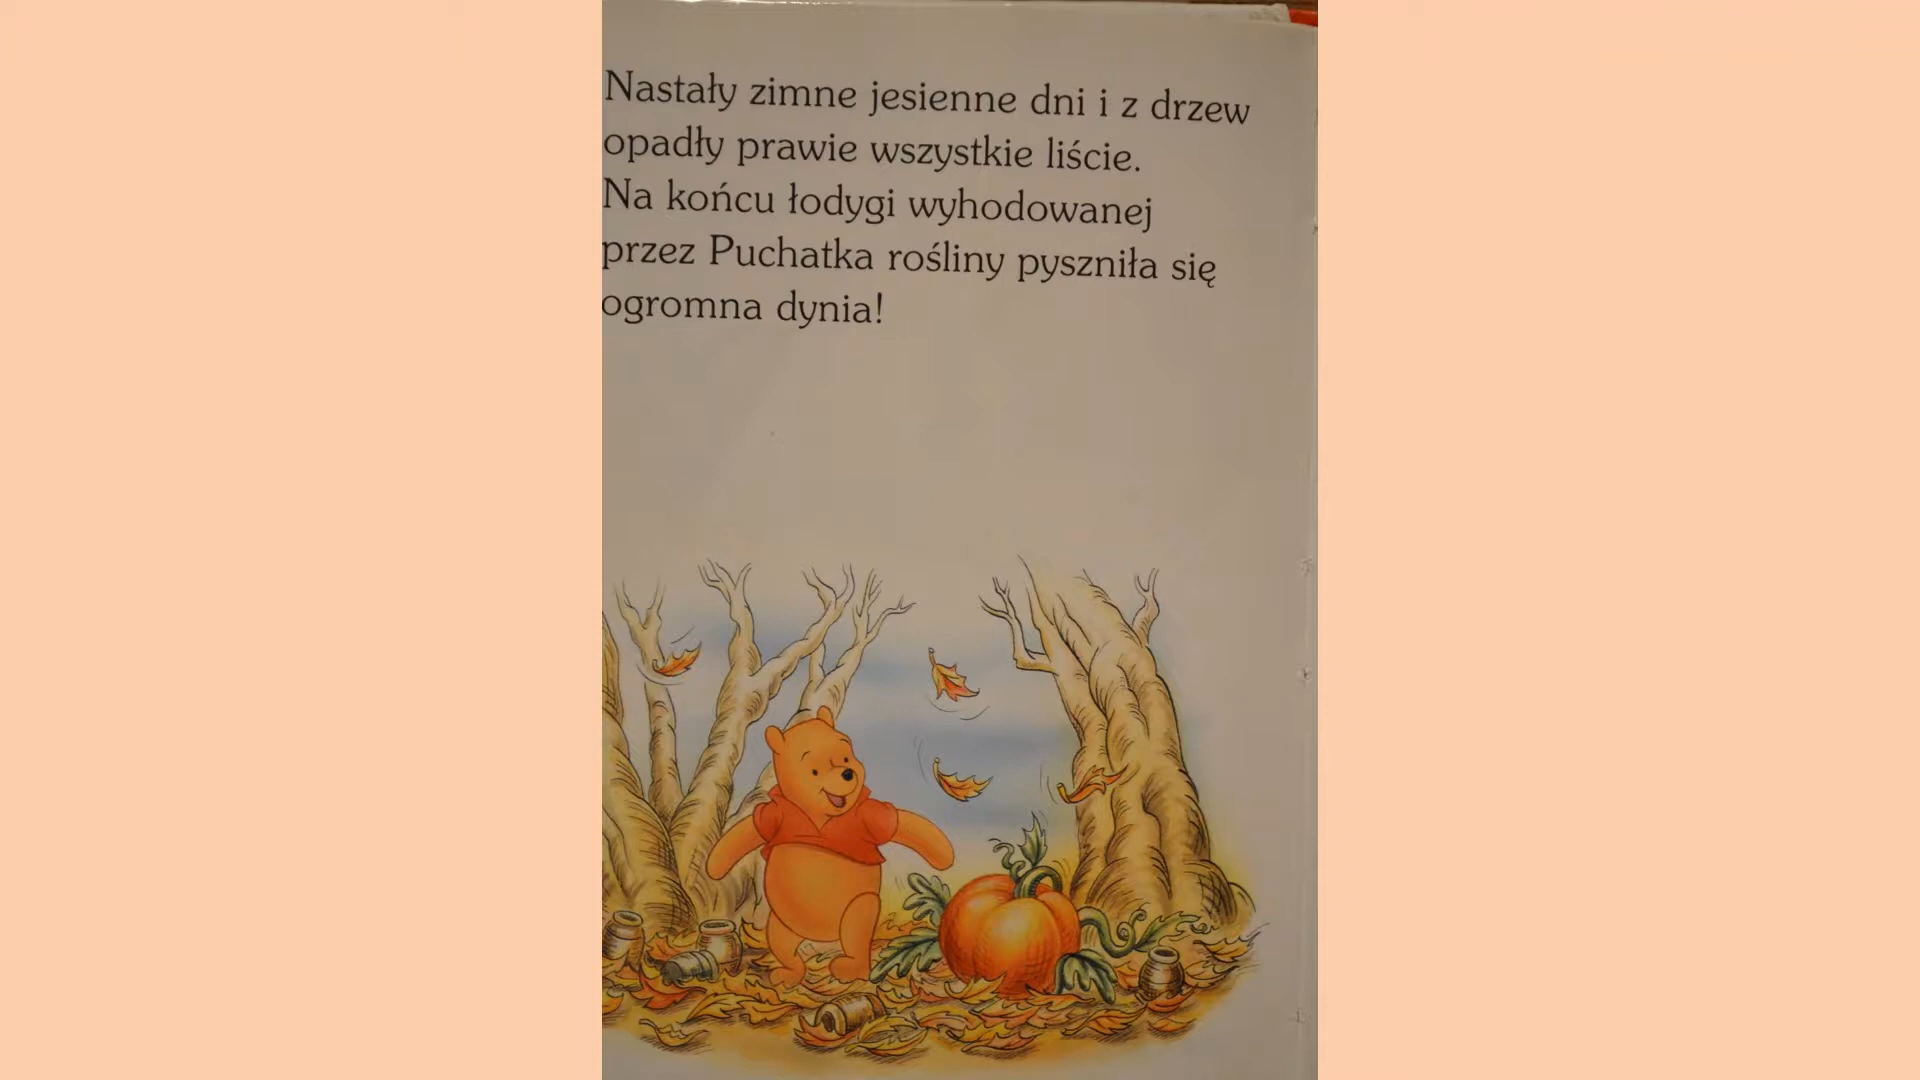 Nastały zimne jesienne dni i z drzew
opadły prawie wszystkie liście.
Na końcu łodygi wyhodowanej
przez Puchatka rośliny pyszniła się
ogromna dynia!